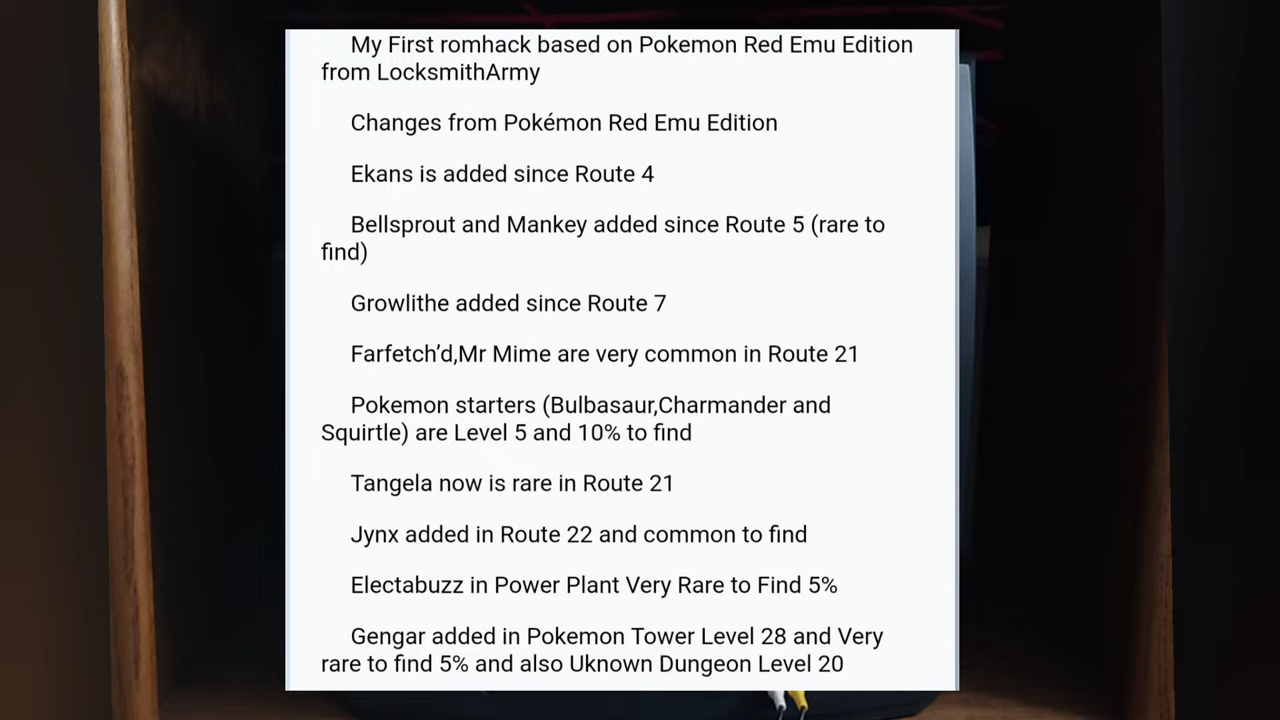 My First romhack based on Pokemon Red Emu Edition
from LocksmithArmy
Changes from Pokémon Red Emu Edition
Ekans is added since Route 4
Bellsprout and Mankey added since Route 5 (rare to
find)
Growlithe added since Route 7
Farfetch’d,Mr Mime are very common in Route 21
Pokemon starters (Bulbasaur,Charmander and
Squirtle) are Level 5 and 10% to find
Tangela now is rare in Route 21
Jynx added in Route 22 and common to find
Electabuzz in Power Plant Very Rare to Find 5%
Gengar added in Pokemon Tower Level 28 and Very
rare to find 5% and also Uknown Dungeon Level 20